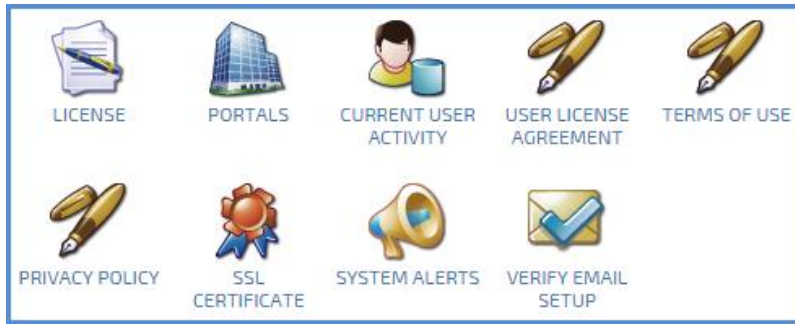 LICENSE
PORTALS
CURRENT USER
ACTIVITY
USER LICENSE
AGREEMENT
TERMS OF USE
PRIVACY POLICY
SSL
CERTIFICATE
SYSTEM ALERTS
VERIFY EMAIL
SETUP